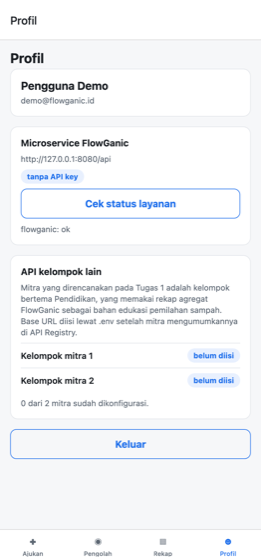 Profil
Profil
Pengguna Demo
demo@flowganic.id
Microservice FlowGanic
http://127.0.0.1:8080/api
tanpa API key
Cek status layanan
flowganic: ok
API kelompok lain
Mitra yang direncanakan pada Tugas 1 adalah kelompok
bertema Pendidikan, yang memakai rekap agregat
FlowGanic sebagai bahan edukasi pemilahan sampah.
Base URL diisi lewat .env setelah mitra mengumumkannya
di API Registry.
Kelompok mitra 1 belum diisi
Kelompok mitra 2 belum diisi
0 dari 2 mitra sudah dikonfigurasi.
Keluar
Ajukan Pengolah Rekap Profil